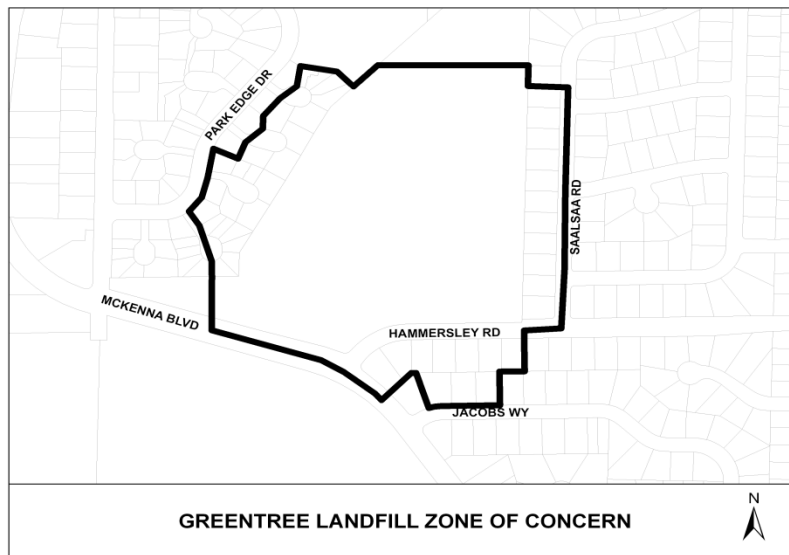 PARK EDGE DR
SAALSAA RD
MCKENNA BLVD
HAMMERSLEY RD
JACOBS WY
GREENTREE LANDFILL ZONE OF CONCERN
N